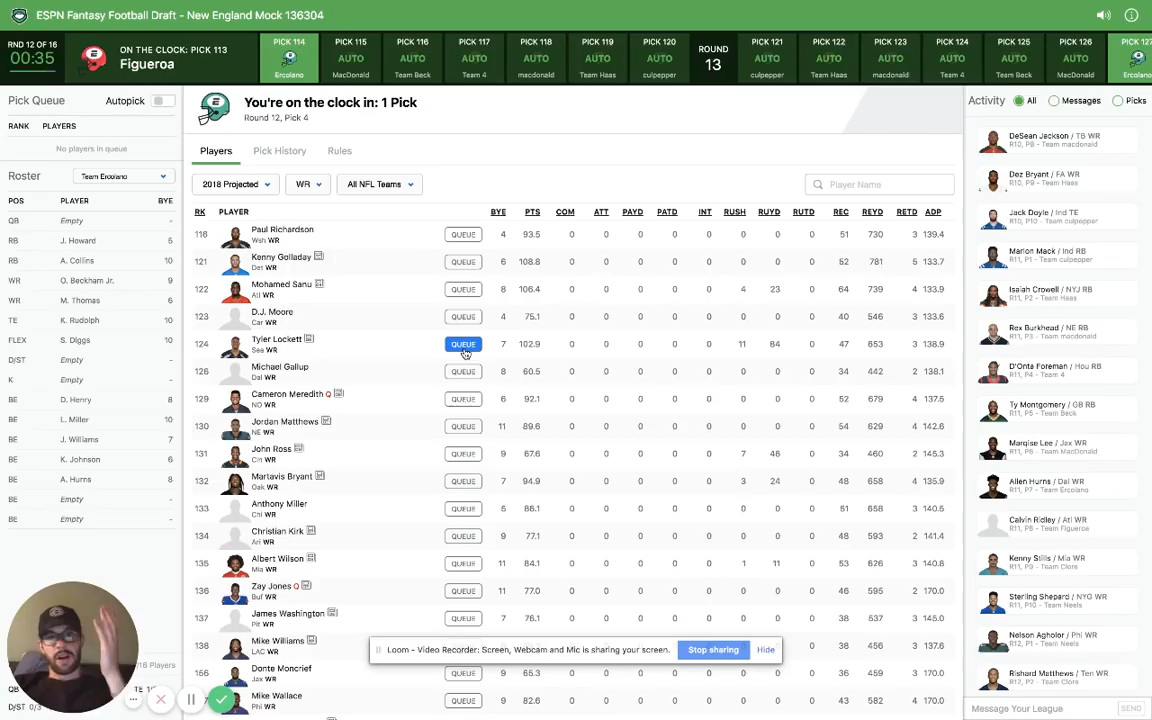 ESPN Fantasy Football Draft - New England Mock 136304
RND 12 OF 16
00:35
ON THE CLOCK: PICK 113
Figueroa
PICK 114
Ercolano
PICK 115
AUTO
MacDonald
PICK 116
AUTO
Team Beck
PICK 117
AUTO
Team 4
PICK 118
AUTO
macdonald
PICK 119
AUTO
Team Haas
PICK 120
AUTO
culpepper
ROUND
13
PICK 121
AUTO
culpepper
PICK 122
AUTO
Team Haas
PICK 123
AUTO
macdonald
PICK 124
AUTO
Team 4
PICK 125
AUTO
Team Beck
PICK 126
AUTO
MacDonald
PICK 127
Ercolano
Pick Queue
Autopick
RANK PLAYERS
No players in queue
Roster
Team Ercolano
POS PLAYER BYE
QB Empty -
RB J. Howard 5
RB A. Collins 10
WR O. Beckham Jr. 9
WR M. Thomas 6
TE K. Rudolph 10
FLEX S. Diggs 10
D/ST Empty -
K Empty -
BE D. Henry 8
BE L. Miller 10
BE J. Williams 7
BE K. Johnson 6
BE A. Hurns 8
BE Empty -
BE Empty -
/16 Players
TE 1
D/ST 0/3
You're on the clock in: 1 Pick
Round 12, Pick 4
Players Pick History Rules
2018 Projected WR All NFL Teams Player Name
RK PLAYER BYE PTS COM ATT PAYD PATD INT RUSH RUYD RUTD REC REYD RETD ADP
116 Paul Richardson Wsh WR QUEUE 4 93.5 0 0 0 0 0 0 0 0 51 730 3 139.4
121 Kenny Golladay Det WR QUEUE 6 108.8 0 0 0 0 0 0 0 0 52 781 5 133.7
122 Mohamed Sanu Atl WR QUEUE 8 106.4 0 0 0 0 0 4 23 0 64 739 4 133.9
123 D.J. Moore Car WR QUEUE 4 75.1 0 0 0 0 0 0 0 0 40 546 3 133.6
124 Tyler Lockett Sea WR QUEUE 7 102.9 0 0 0 0 0 11 84 0 47 653 3 138.9
126 Michael Gallup Dal WR QUEUE 8 60.5 0 0 0 0 0 0 0 0 34 442 2 138.1
129 Cameron Meredith Q NO WR QUEUE 6 92.1 0 0 0 0 0 0 0 0 52 679 4 137.5
130 Jordan Matthews NE WR QUEUE 11 89.6 0 0 0 0 0 0 0 0 54 629 4 142.6
131 John Ross Cin WR QUEUE 9 67.6 0 0 0 0 0 7 46 0 34 460 2 145.3
132 Martavis Bryant Oak WR QUEUE 7 94.9 0 0 0 0 0 3 24 0 48 658 4 135.9
133 Anthony Miller Chi WR QUEUE 5 86.1 0 0 0 0 0 0 0 0 51 658 3 140.5
134 Christian Kirk Ari WR QUEUE 9 77.1 0 0 0 0 0 0 0 0 48 593 2 141.4
135 Albert Wilson Mia WR QUEUE 11 84.1 0 0 0 0 0 1 11 0 53 626 3 140.8
136 Zay Jones Q Buf WR QUEUE 11 77.0 0 0 0 0 0 0 0 0 46 595 2 170.0
137 James Washington Pit WR QUEUE 7 76.1 0 0 0 0 0 0 0 0 38 537 3 145.0
138 Mike Williams LAC WR 38 456 3 137.6
166 Donte Moncrief Jax WR QUEUE 9 65.3 0 0 0 0 0 0 0 0 36 465 3 170.0
Mike Wallace Phi WR QUEUE 9 82.6 0 0 0 0 0 0 0 0 43 582 4 170.0
Loom - Video Recorder: Screen, Webcam and Mic is sharing your screen. Stop sharing Hide
Activity All Messages Picks
DeSean Jackson / TB WR
R10, P8 - Team macdonald
Dez Bryant / FA WR
R10, P9 - Team Haas
Jack Doyle / Ind TE
R10, P10 - Team culpepper
Marlon Mack / Ind RB
R11, P1 - Team culpepper
Isaiah Crowell / NYJ RB
R11, P2 - Team Haas
Rex Burkhead / NE RB
R11, P3 - Team macdonald
D'Onta Foreman / Hou RB
R11, P4 - Team 4
Ty Montgomery / GB RB
R11, P5 - Team Beck
Marqise Lee / Jax WR
R11, P6 - Team MacDonald
Allen Hurns / Dal WR
R11, P7 - Team Ercolano
Calvin Ridley / Atl WR
R11, P8 - Team Figueroa
Kenny Stills / Mia WR
R11, P9 - Team Clore
Sterling Shepard / NYG WR
R11, P10 - Team Neels
Nelson Agholor / Phi WR
R12, P1 - Team Neels
Rishard Matthews / Ten WR
R12, P2 - Team Clore
Message Your League SEND